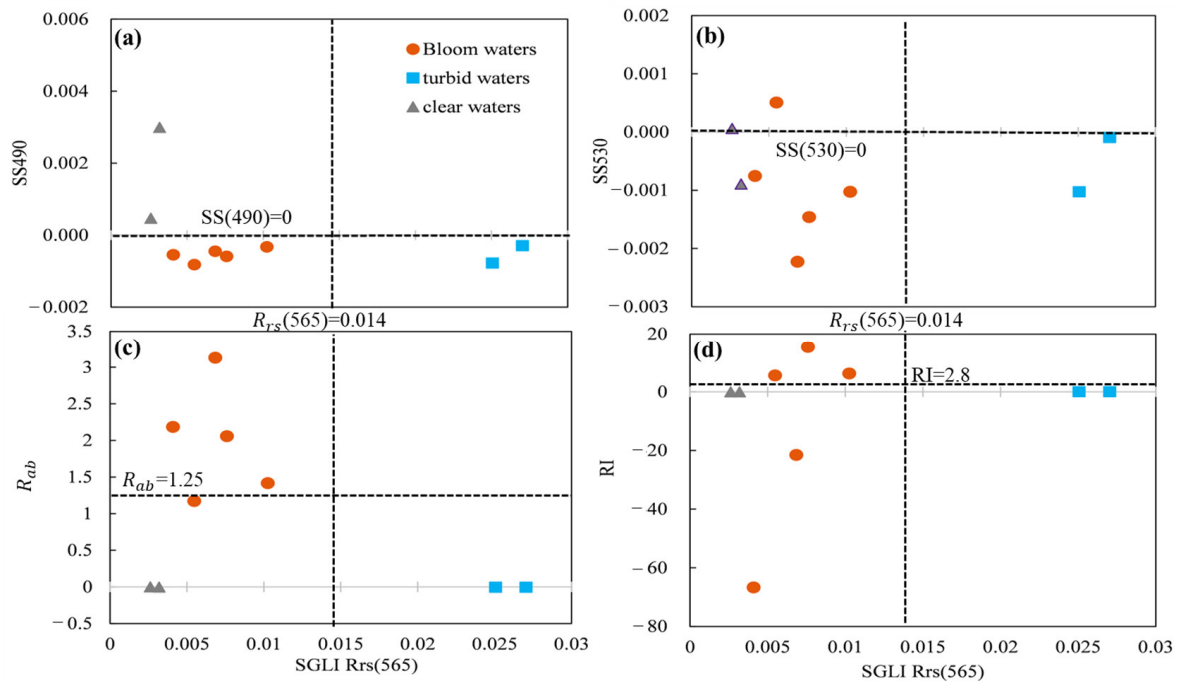 0.006
0.004
0.002
0.000
−0.002
SS490
(a)
Bloom waters
turbid waters
clear waters
SS(490)=0
0.002
0.001
0.000
−0.001
−0.002
−0.003
SS530
(b)
SS(530)=0
Rrs(565)=0.014
Rrs(565)=0.014
3.5
3
2.5
2
1.5
1
0.5
0
−0.5
Rab
(c)
Rab=1.25
0 0.005 0.01 0.015 0.02 0.025 0.03
SGLI Rrs(565)
20
0
−20
−40
−60
−80
RI
(d)
RI=2.8
0 0.005 0.01 0.015 0.02 0.025 0.03
SGLI Rrs(565)